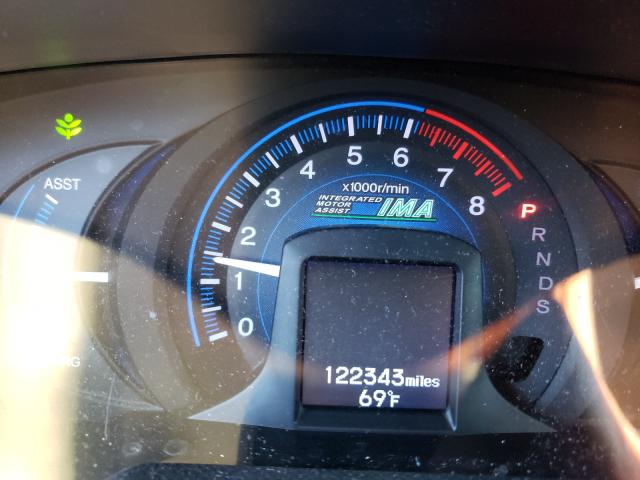 ASST
0
1
2
3
4
5
6
7
8
x1000r/min
INTEGRATED
MOTOR
ASSIST
IMA
P
R
N
D
S
122343miles
69°F